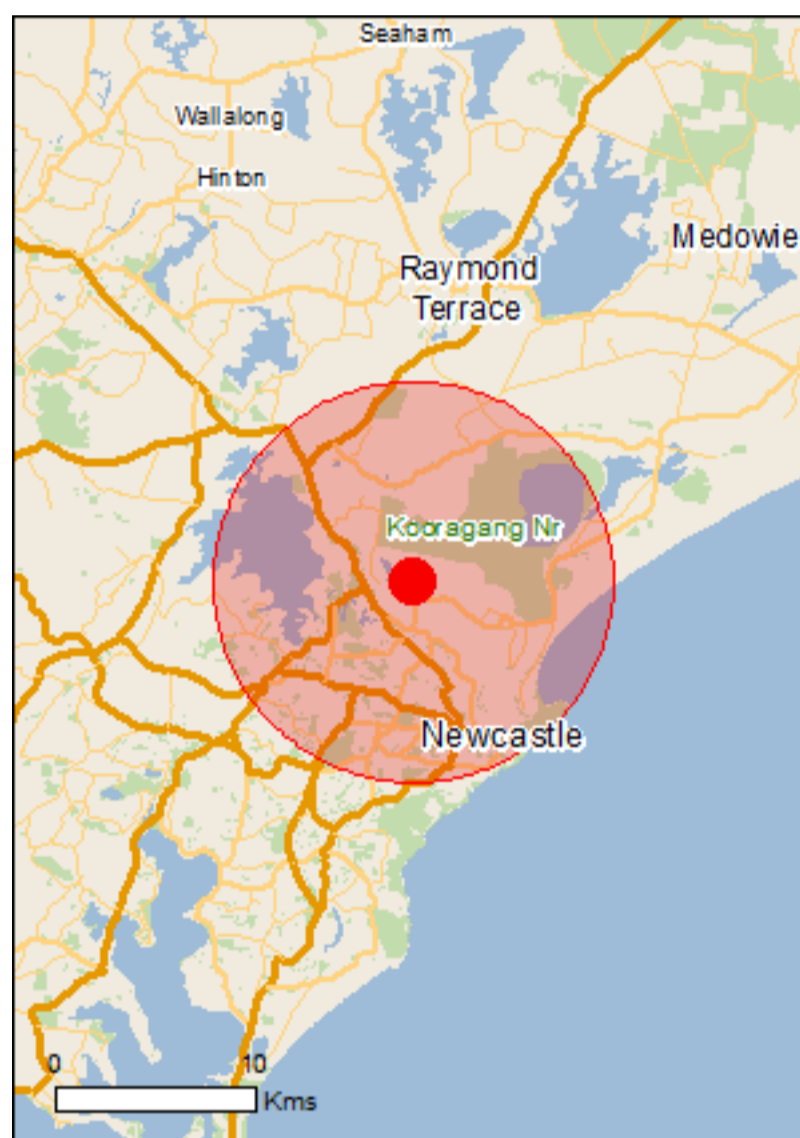 Seaham
Wallalong
Hinton
Medowie
Raymond
Terrace
Kooragang Nr
Newcastle
0 10
Kms